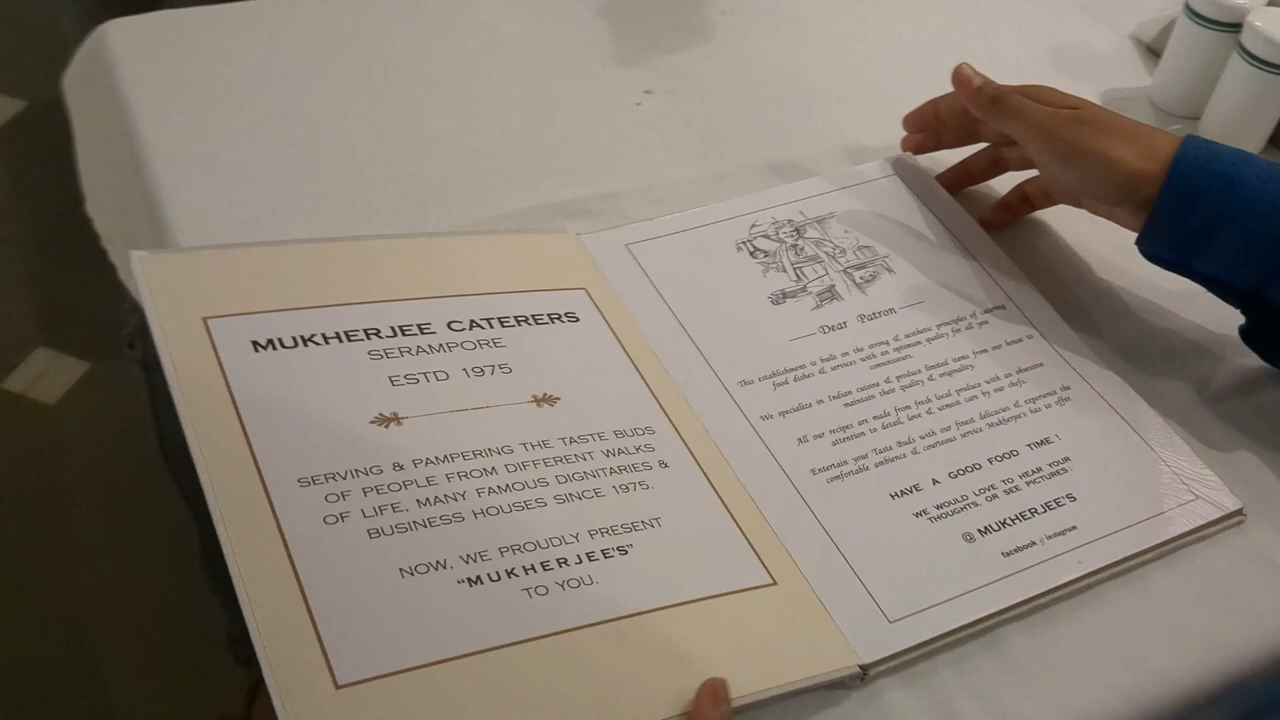 MUKHERJEE CATERERS
SERAMPORE
ESTD 1975
SERVING & PAMPERING THE TASTE BUDS
OF PEOPLE FROM DIFFERENT WALKS
OF LIFE, MANY FAMOUS DIGNITARIES &
BUSINESS HOUSES SINCE 1975.
NOW, WE PROUDLY PRESENT
"MUKHERJEE'S"
TO YOU.
Dear Patron
This establishment is built on the strong & aesthetic principles of catering
food dishes & services with an optimum quality for all you
connoisseurs.
We specialize in Indian cuisine & produce limited items from our house to
maintain their quality & originality.
All our recipes are made from fresh local produce with an obsessive
attention to detail, love & utmost care by our chefs.
Entertain your Taste Buds with our finest delicacies & experience the
comfortable ambience & courteous service Mukherjee's has to offer.
HAVE A GOOD FOOD TIME !
WE WOULD LOVE TO HEAR YOUR
THOUGHTS, OR SEE PICTURES:
@ MUKHERJEE'S
facebook @ instagram